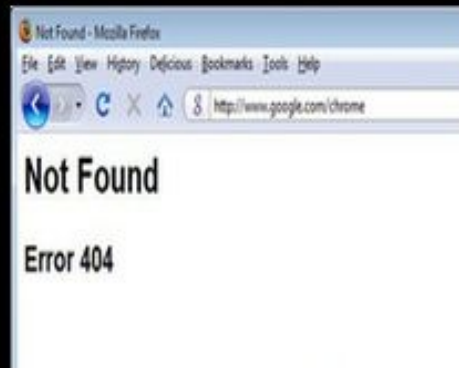 Not Found - Mozilla Firefox
File Edit View History Delicious Bookmarks Tools Help
http://www.google.com/chrome
Not Found
Error 404